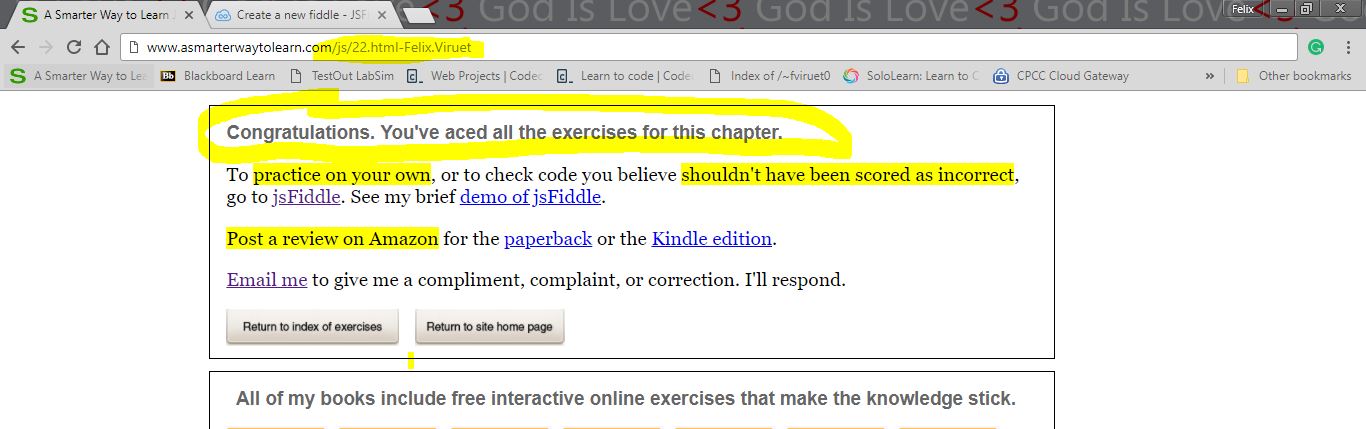 God Is Love<3 God Is Love<3 God Is Love<3 God Is Love<3
A Smarter Way to Learn J
Create a new fiddle - JSF
Felix
www.asmarterwaytolearn.com/js/22.html-Felix.Viruet
A Smarter Way to Lea
Bb Blackboard Learn
TestOut LabSim
C_ Web Projects | Codec
C_ Learn to code | Code
Index of /~fviruet0
SoloLearn: Learn to C
CPCC Cloud Gateway
»
Other bookmarks
Congratulations. You've aced all the exercises for this chapter.
To practice on your own, or to check code you believe shouldn't have been scored as incorrect,
go to jsFiddle. See my brief demo of jsFiddle.
Post a review on Amazon for the paperback or the Kindle edition.
Email me to give me a compliment, complaint, or correction. I'll respond.
Return to index of exercises
Return to site home page
All of my books include free interactive online exercises that make the knowledge stick.